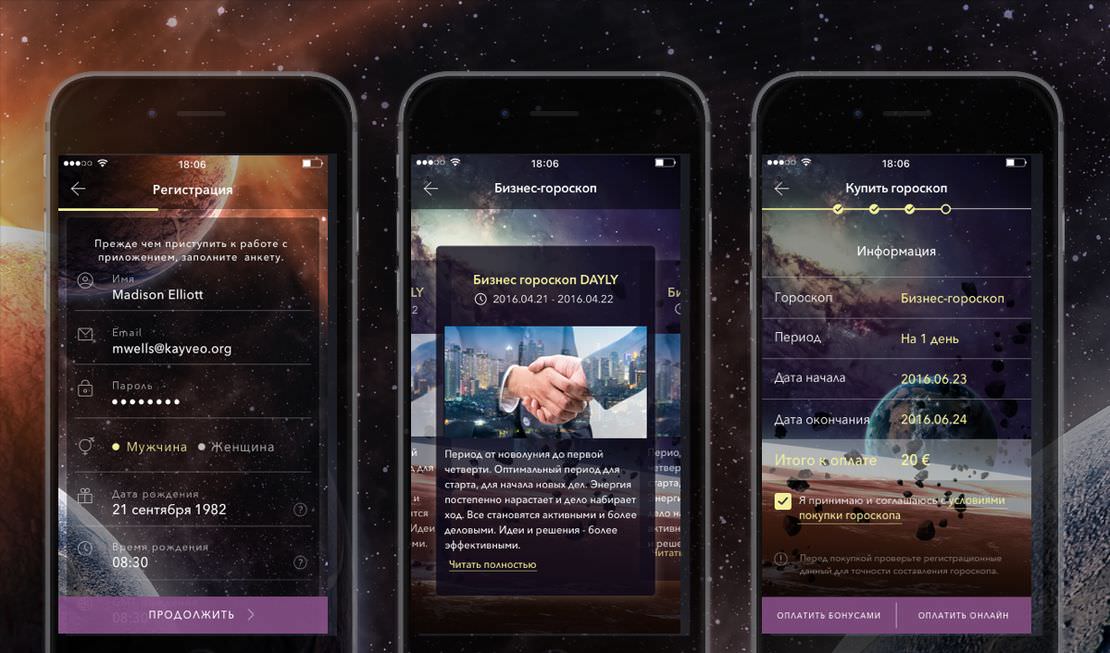 18:06
Регистрация
Прежде чем приступить к работе с
приложением, заполните анкету.
Имя
Madison Elliott
Email
mwells@kayveo.org
Пароль
Мужчина Женщина
Дата рождения
21 сентября 1982
?
Время рождения
08:30
?
08:30
ПРОДОЛЖИТЬ
18:06
Бизнес-гороскоп
LY
2
Бизнес гороскоп DAYLY
2016.04.21 - 2016.04.22
Период от новолуния до первой
четверти. Оптимальный период для
старта, для начала новых дел. Энергия
постепенно нарастает и дело набирает
ход. Все становятся активными и более
деловыми. Идеи и решения - более
эффективными.
Читать полностью
18:06
Купить гороскоп
Информация
Гороскоп Бизнес-гороскоп
Период На 1 день
Дата начала 2016.06.23
Дата окончания 2016.06.24
Итого к оплате 20 €
Я принимаю и соглашаюсь с условиями
покупки гороскопа
Перед покупкой проверьте регистрационные
данный для точности составления гороскопа.
ОПЛАТИТЬ БОНУСАМИ ОПЛАТИТЬ ОНЛАЙН